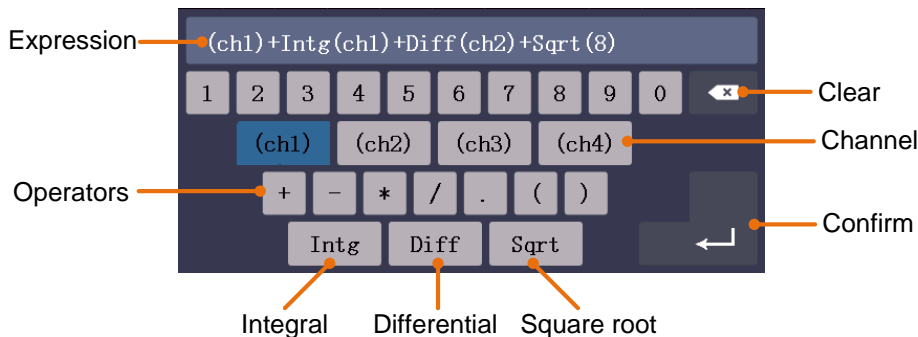 Expression
(ch1)+Intg(ch1)+Diff(ch2)+Sqrt(8)
1 2 3 4 5 6 7 8 9 0
Clear
(ch1) (ch2) (ch3) (ch4)
Channel
Operators
+ - * / . ( )
Confirm
Intg Diff Sqrt
Integral Differential Square root